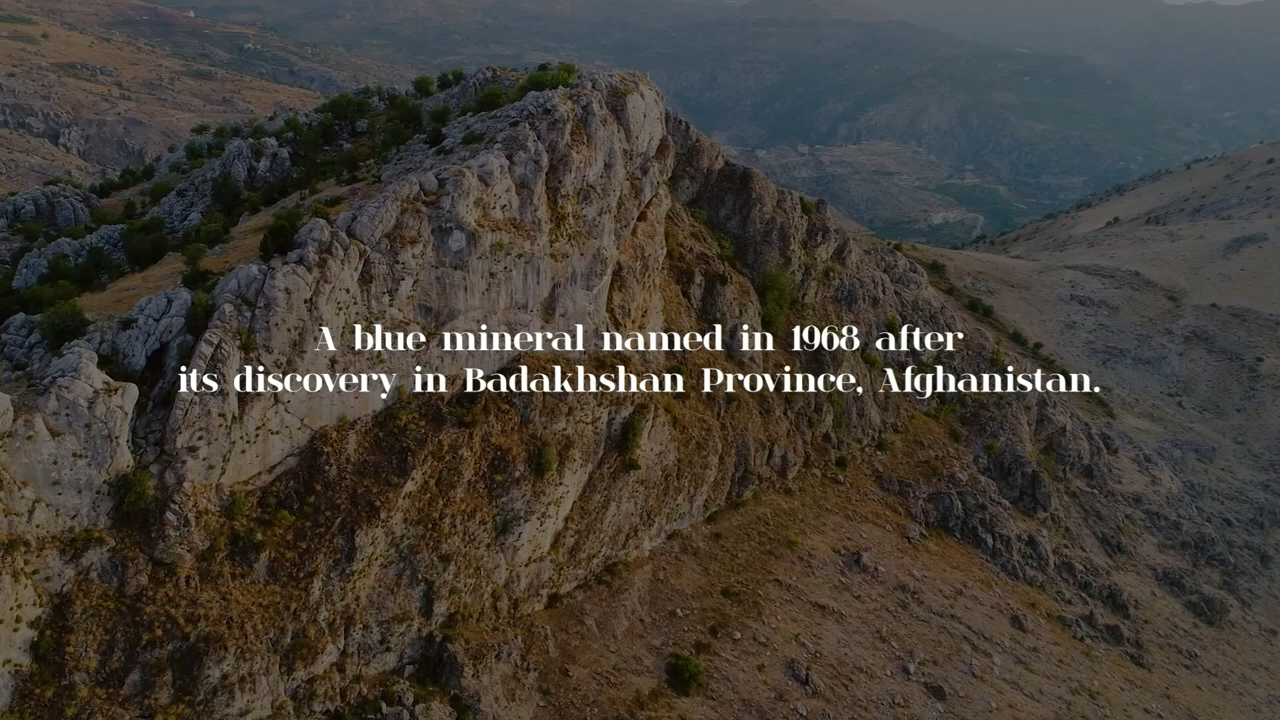 A blue mineral named in 1968 after
its discovery in Badakhshan Province, Afghanistan.